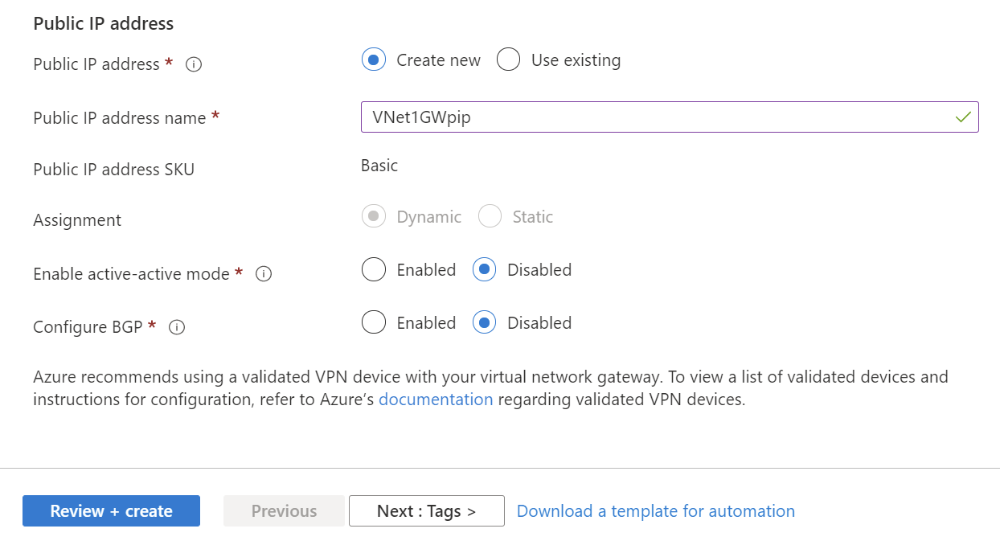 Public IP address
Public IP address * Create new Use existing
Public IP address name * VNet1GWpip
Public IP address SKU Basic
Assignment Dynamic Static
Enable active-active mode * Enabled Disabled
Configure BGP * Enabled Disabled
Azure recommends using a validated VPN device with your virtual network gateway. To view a list of validated devices and
instructions for configuration, refer to Azure’s documentation regarding validated VPN devices.
Review + create Previous Next : Tags > Download a template for automation